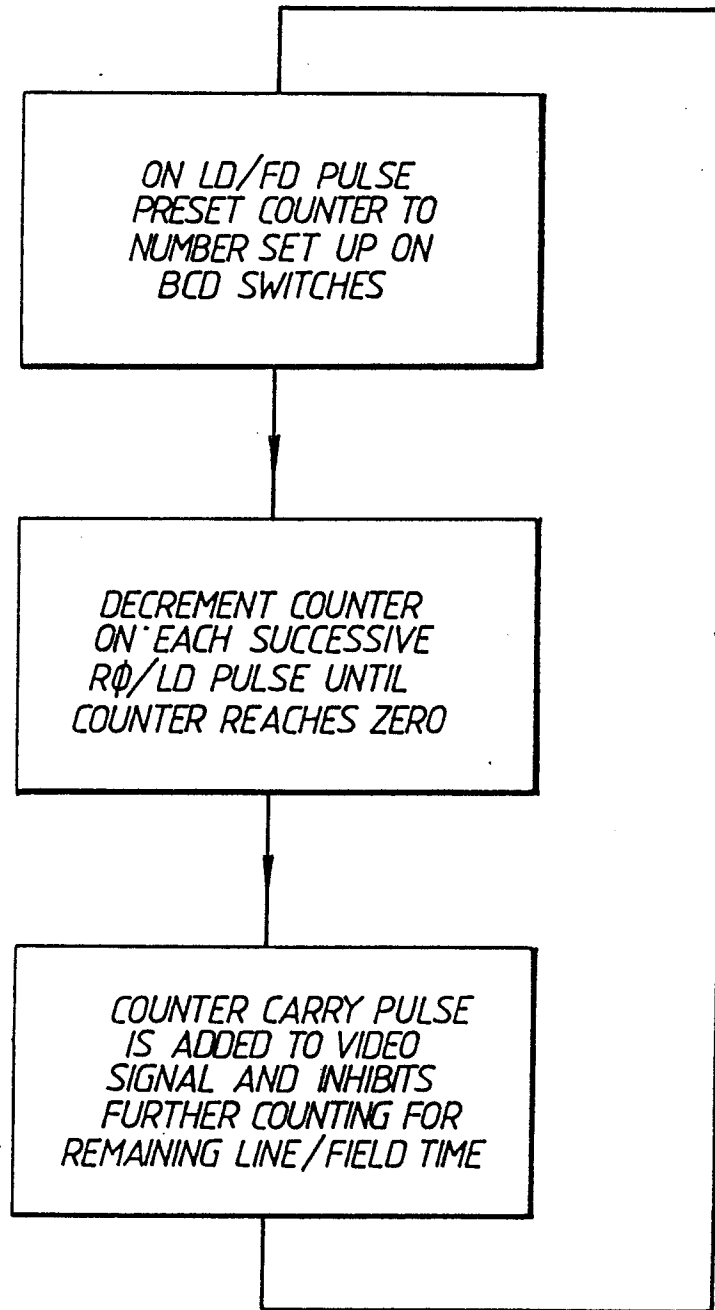 ON LD/FD PULSE
PRESET COUNTER TO
NUMBER SET UP ON
BCD SWITCHES
DECREMENT COUNTER
ON EACH SUCCESSIVE
RΦ/LD PULSE UNTIL
COUNTER REACHES ZERO
COUNTER CARRY PULSE
IS ADDED TO VIDEO
SIGNAL AND INHIBITS
FURTHER COUNTING FOR
REMAINING LINE/FIELD TIME